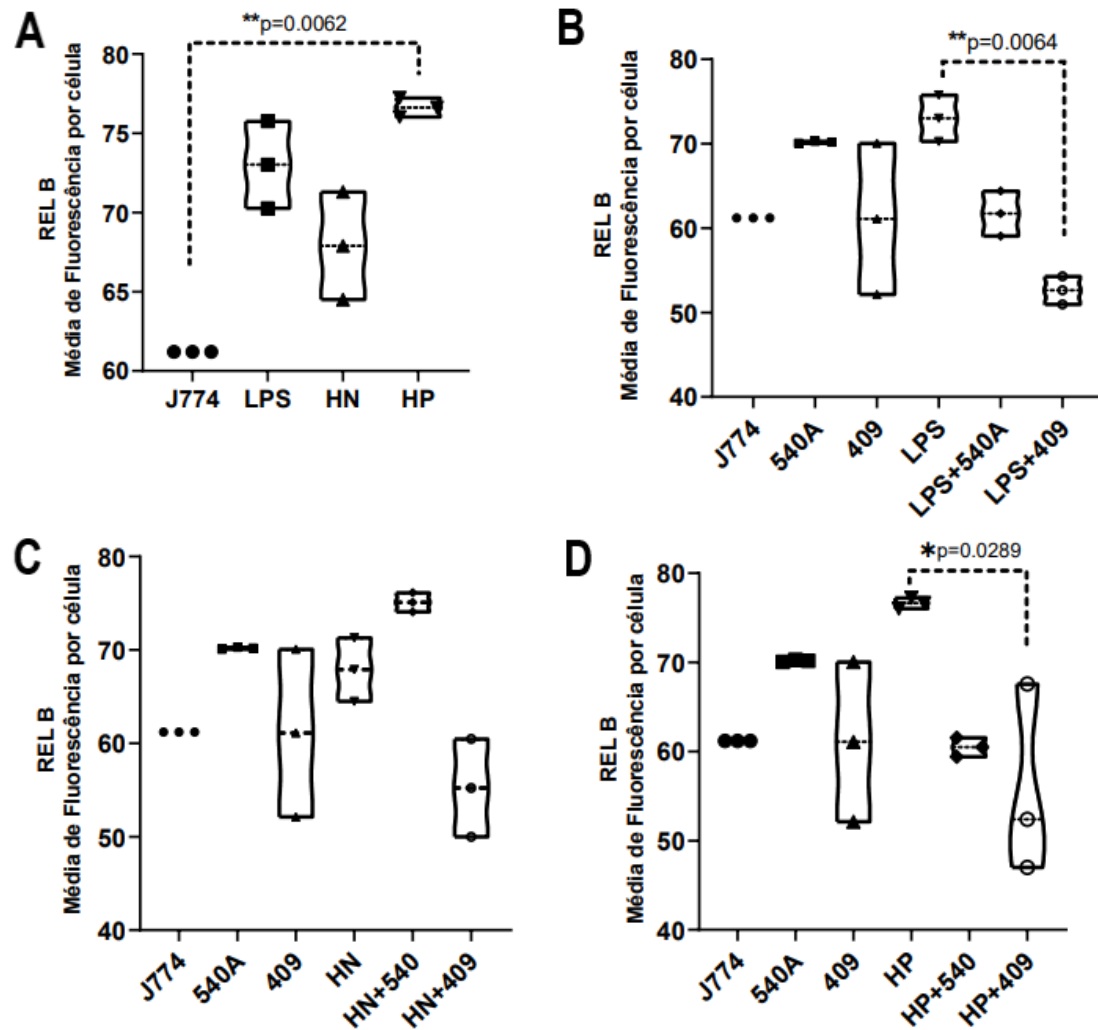 A
**p=0.0062
REL B
Média de Fluorescência por célula
80
75
70
65
60
J774 LPS HN HP
B
**p=0.0064
REL B
Média de Fluorescência por célula
80
70
60
50
40
J774 540A 409 LPS LPS+540A LPS+409
C
REL B
Média de Fluorescência por célula
80
70
60
50
40
J774 540A 409 HN HN+540 HN+409
D
*p=0.0289
REL B
Média de Fluorescência por célula
80
70
60
50
40
J774 540A 409 HP HP+540 HP+409